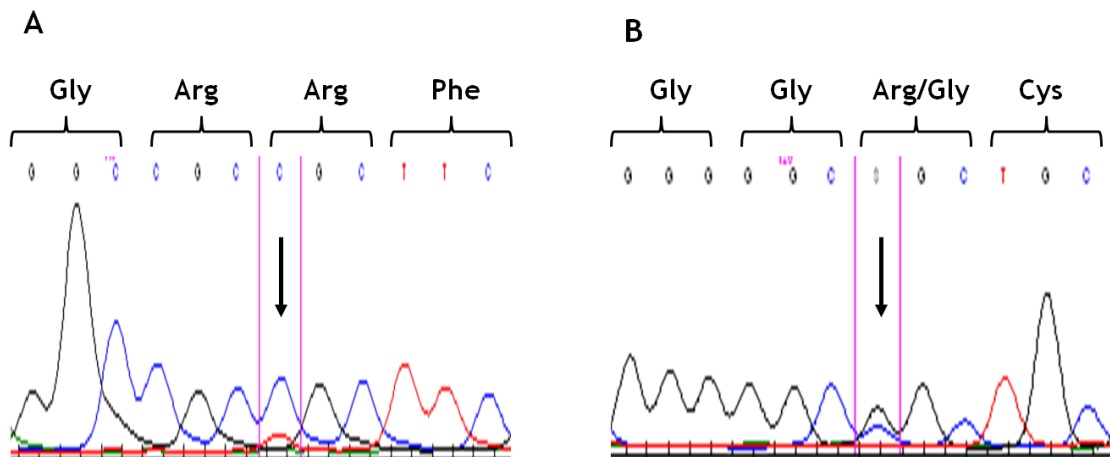 A
Gly Arg Arg Phe
G G C C G C C G C T T C
B
Gly Gly Arg/Gly Cys
G G G G G C G C T G C